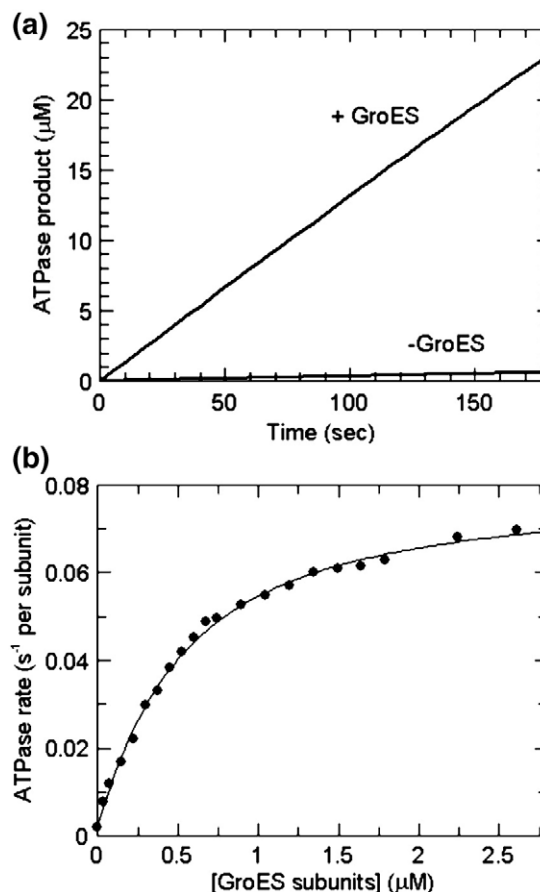 (a)
ATPase product (µM)
25
20
15
10
5
0
+ GroES
-GroES
0 50 100 150
Time (sec)
(b)
ATPase rate (s⁻¹ per subunit)
0.08
0.06
0.04
0.02
0
0 0.5 1 1.5 2 2.5
[GroES subunits] (µM)